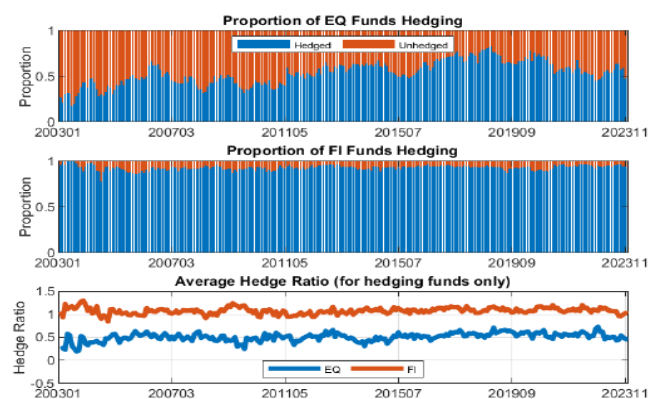 Proportion of EQ Funds Hedging
1
Hedged Unhedged
0.5
Proportion
0
200301 200703 201105 201507 201909 202311
Proportion of FI Funds Hedging
1
0.5
Proportion
0
200301 200703 201105 201507 201909 202311
Average Hedge Ratio (for hedging funds only)
1.5
1
0.5
0
-0.5
Hedge Ratio
EQ FI
200301 200703 201105 201507 201909 202311